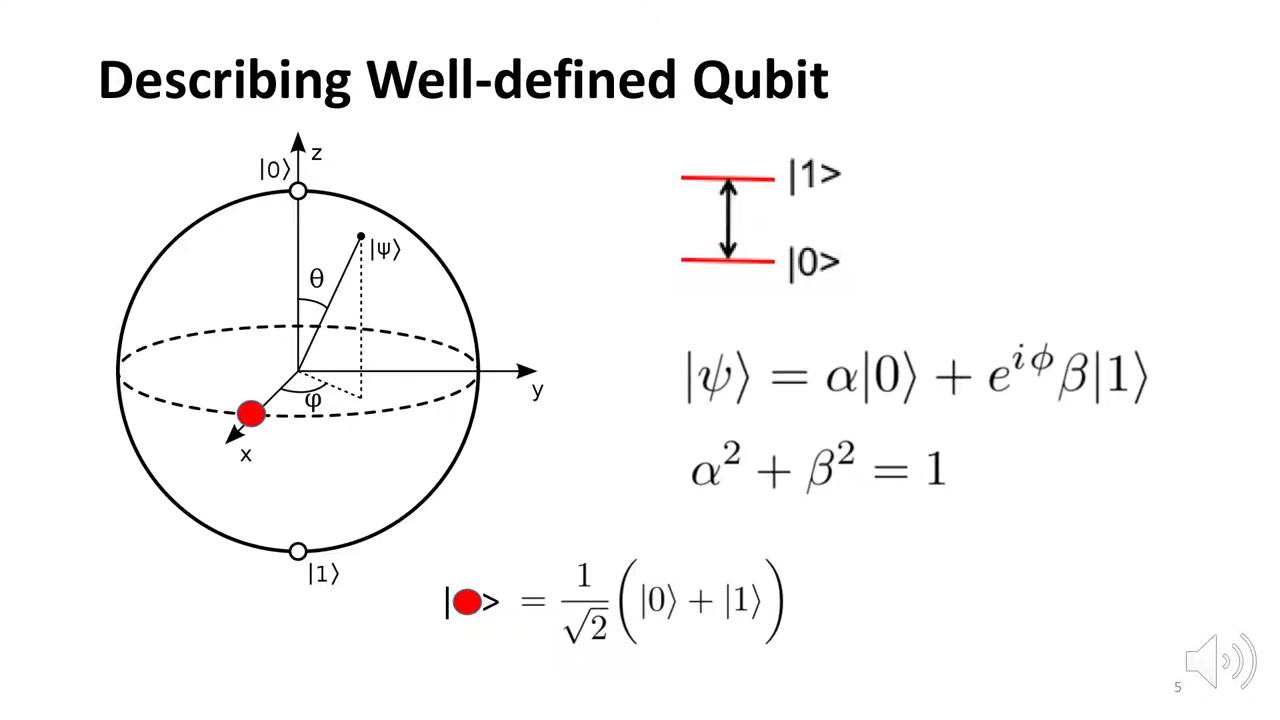 Describing Well-defined Qubit
z
|0⟩
|ψ⟩
θ
φ
y
x
|1⟩
|1>
|0>
|ψ⟩ = α|0⟩ + e^{iϕ}β|1⟩
α² + β² = 1
| > = 1/√2 (|0⟩ + |1⟩)
5